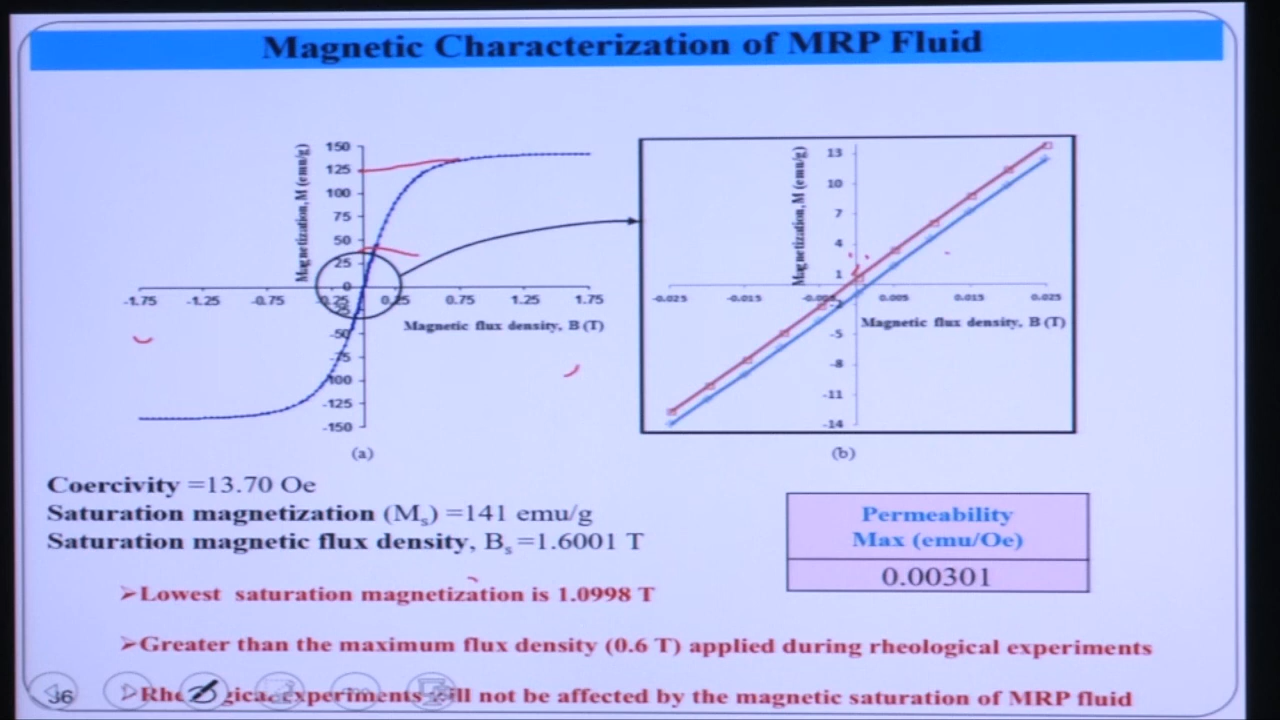 Magnetic Characterization of MRP Fluid
Magnetization, M (emu/g)
150
125
100
75
50
25
0
-50
-75
-100
-125
-150
-1.75 -1.25 -0.75 0.25 0.75 1.25 1.75
Magnetic flux density, B (T)
(a)
Magnetization, M (emu/g)
13
10
7
4
1
-2
-5
-8
-11
-14
-0.025 -0.015 -0.005 0.005 0.015 0.025
Magnetic flux density, B (T)
(b)
Coercivity =13.70 Oe
Saturation magnetization (Ms) =141 emu/g
Saturation magnetic flux density, Bs =1.6001 T
Permeability
Max (emu/Oe)
0.00301
➢Lowest saturation magnetization is 1.0998 T
➢Greater than the maximum flux density (0.6 T) applied during rheological experiments
experiments will not be affected by the magnetic saturation of MRP fluid
36